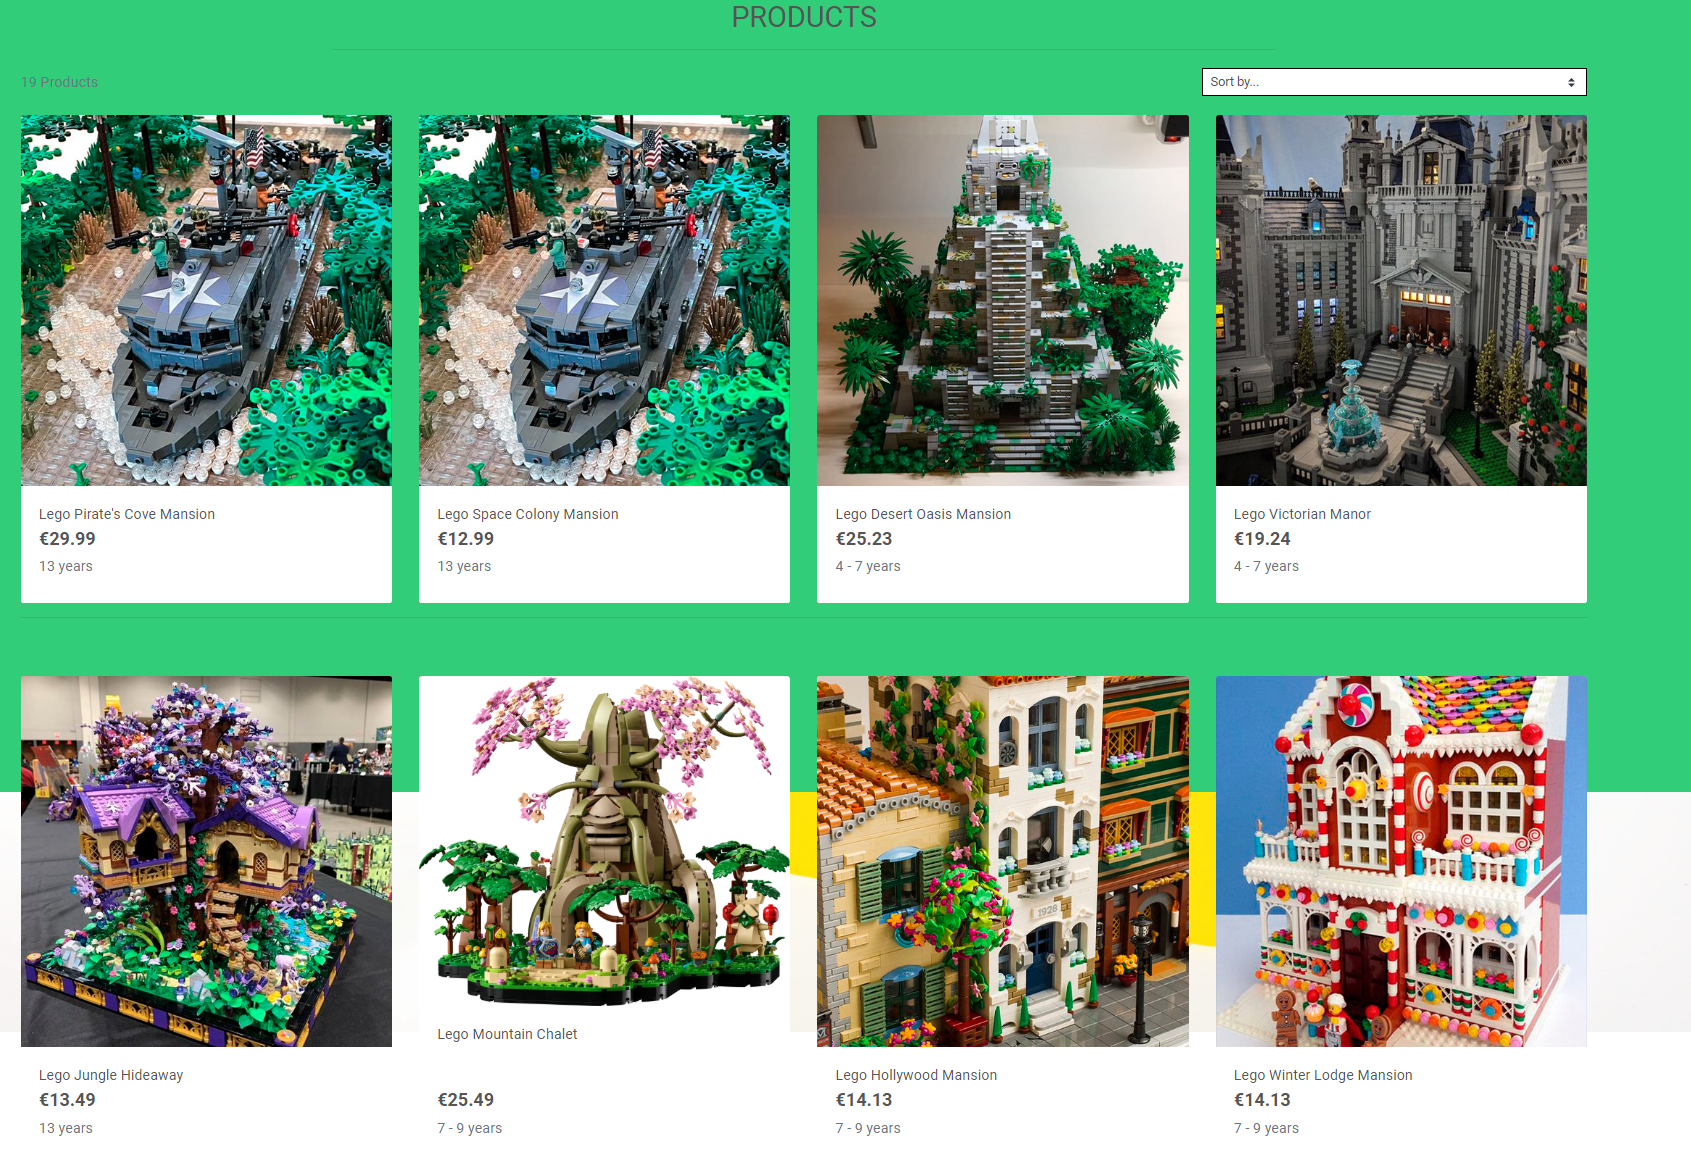 PRODUCTS
19 Products
Sort by...
Lego Pirate's Cove Mansion
€29.99
13 years
Lego Space Colony Mansion
€12.99
13 years
Lego Desert Oasis Mansion
€25.23
4 - 7 years
Lego Victorian Manor
€19.24
4 - 7 years
1928
Lego Jungle Hideaway
€13.49
13 years
Lego Mountain Chalet
€25.49
7 - 9 years
Lego Hollywood Mansion
€14.13
7 - 9 years
Lego Winter Lodge Mansion
€14.13
7 - 9 years